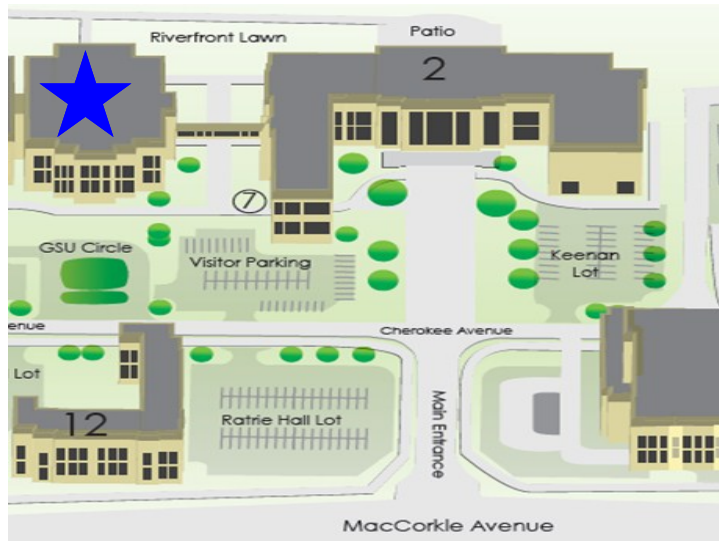 Riverfront Lawn
Patio
2
7
GSU Circle
Visitor Parking
Keenan
Lot
enue
Cherokee Avenue
Lot
12
Ratrie Hall Lot
Main Entrance
MacCorkle Avenue